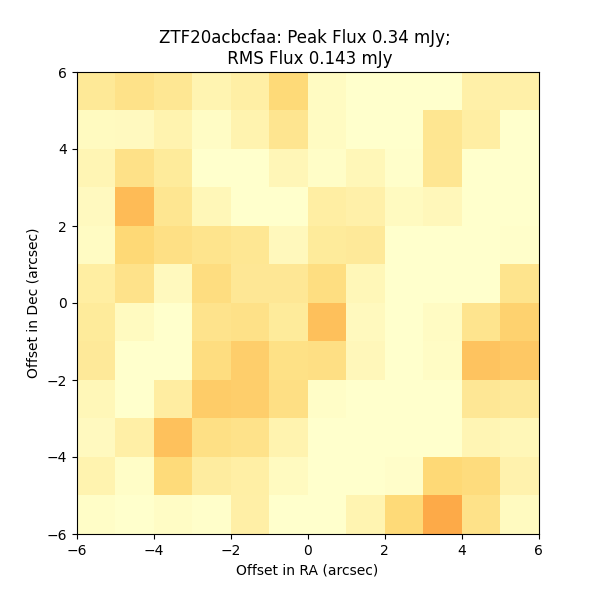 ZTF20acbcfaa: Peak Flux 0.34 mJy;
RMS Flux 0.143 mJy
6
4
2
0
−2
−4
−6
Offset in Dec (arcsec)
−6 −4 −2 0 2 4 6
Offset in RA (arcsec)